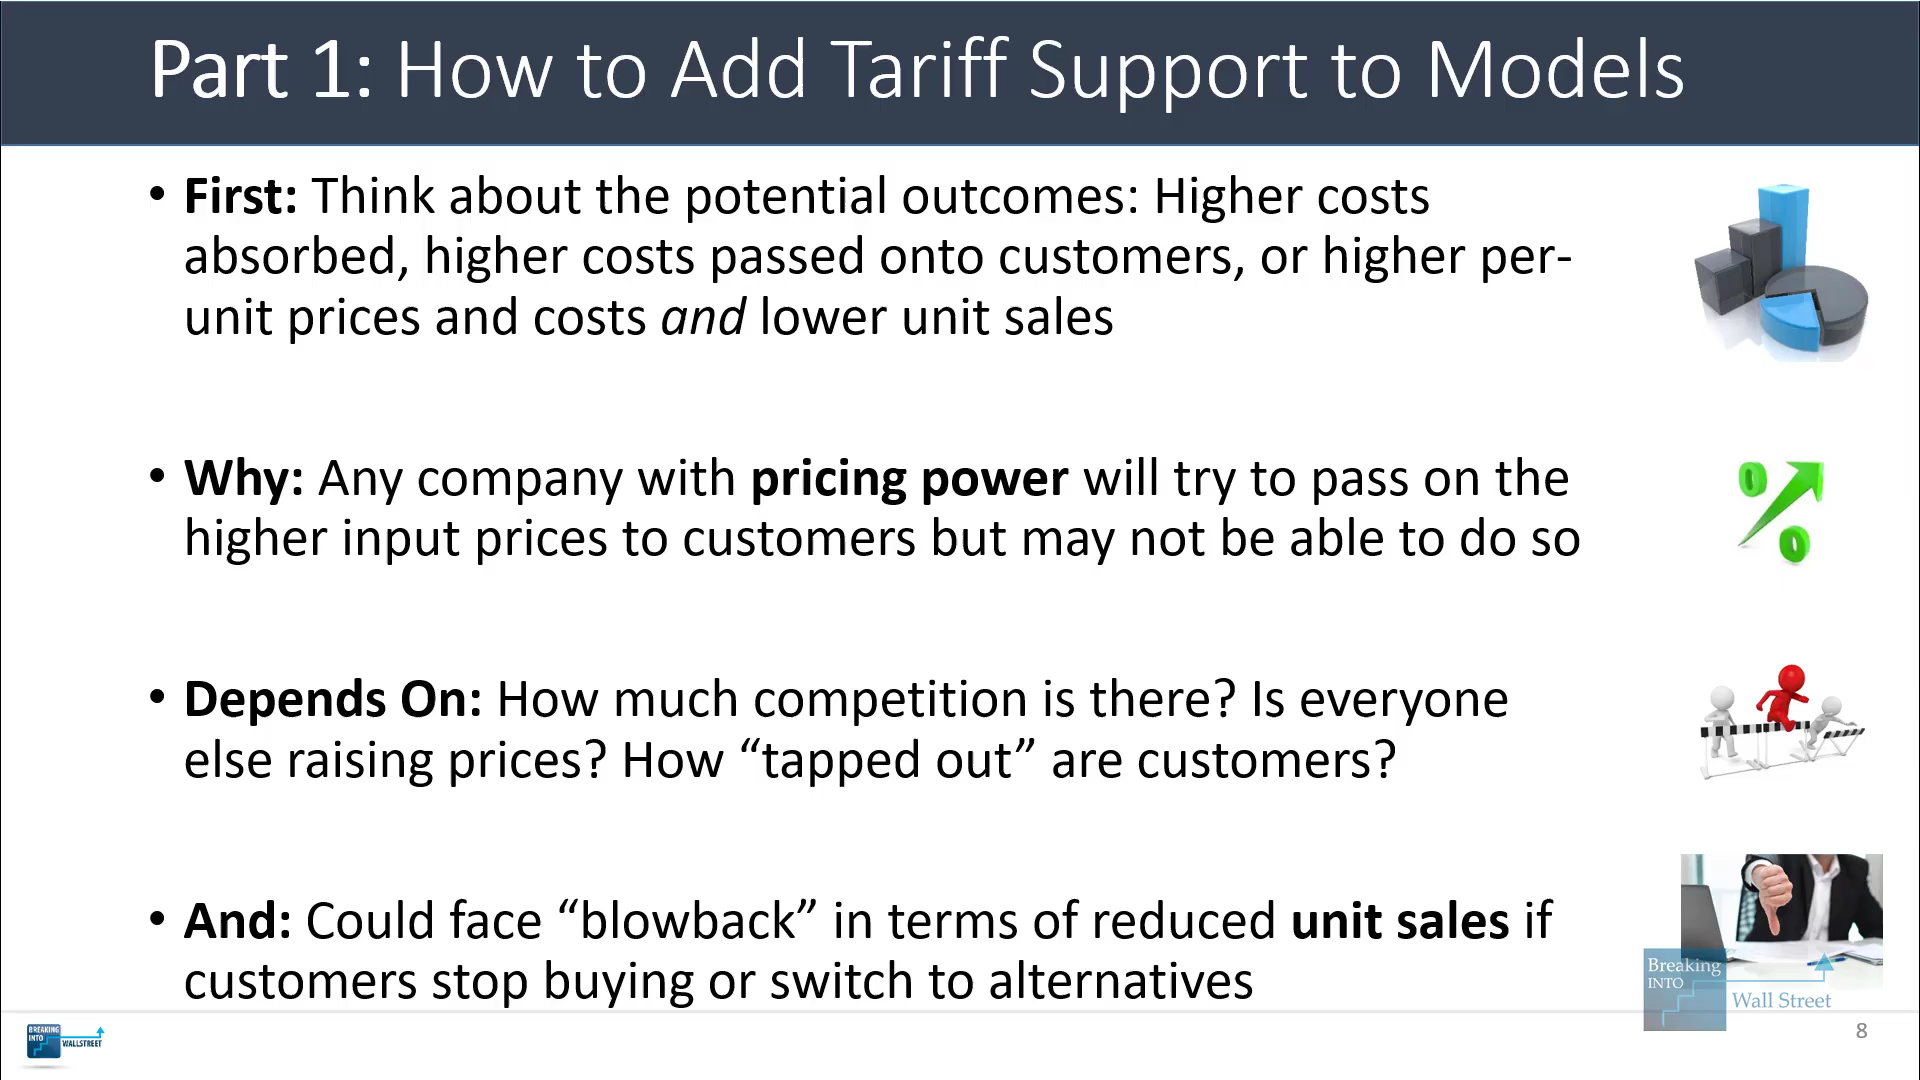 Part 1: How to Add Tariff Support to Models
• First: Think about the potential outcomes: Higher costs
absorbed, higher costs passed onto customers, or higher per-
unit prices and costs and lower unit sales
• Why: Any company with pricing power will try to pass on the
higher input prices to customers but may not be able to do so
• Depends On: How much competition is there? Is everyone
else raising prices? How “tapped out” are customers?
• And: Could face “blowback” in terms of reduced unit sales if
customers stop buying or switch to alternatives
Breaking
INTO
Wall Street
BREAKING
INTO
WALLSTREET
8